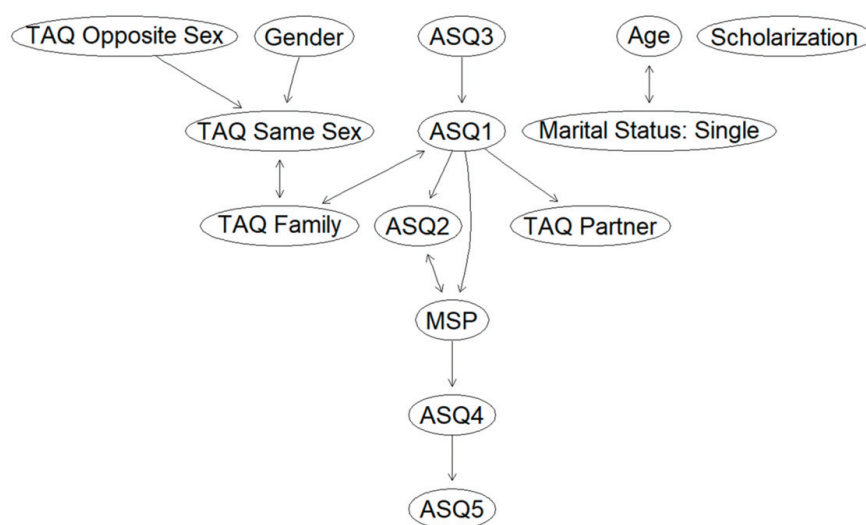 TAQ Opposite Sex
Gender
ASQ3
Age
Scholarization
TAQ Same Sex
ASQ1
Marital Status: Single
TAQ Family
ASQ2
TAQ Partner
MSP
ASQ4
ASQ5